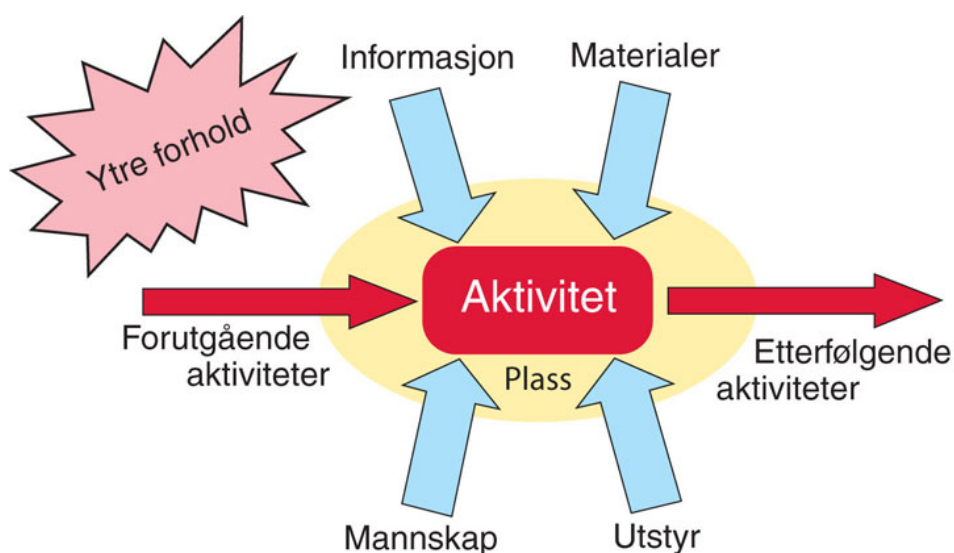 Informasjon
Materialer
Ytre forhold
Aktivitet
Forutgående
aktiviteter
Plass
Etterfølgende
aktiviteter
Mannskap
Utstyr